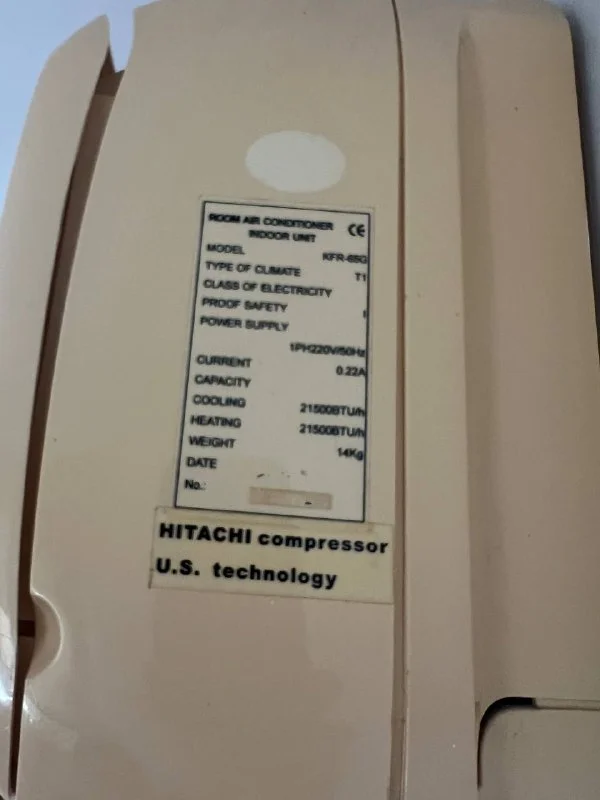 ROOM AIR CONDITIONER
INDOOR UNIT
CE
MODEL KFR-65G
TYPE OF CLIMATE T1
CLASS OF ELECTRICITY
PROOF SAFETY I
POWER SUPPLY
1PH220V/50Hz
CURRENT 0.22A
CAPACITY
COOLING 21500BTU/h
HEATING 21500BTU/h
WEIGHT 14Kg
DATE
No.:
HITACHI compressor
U.S. technology